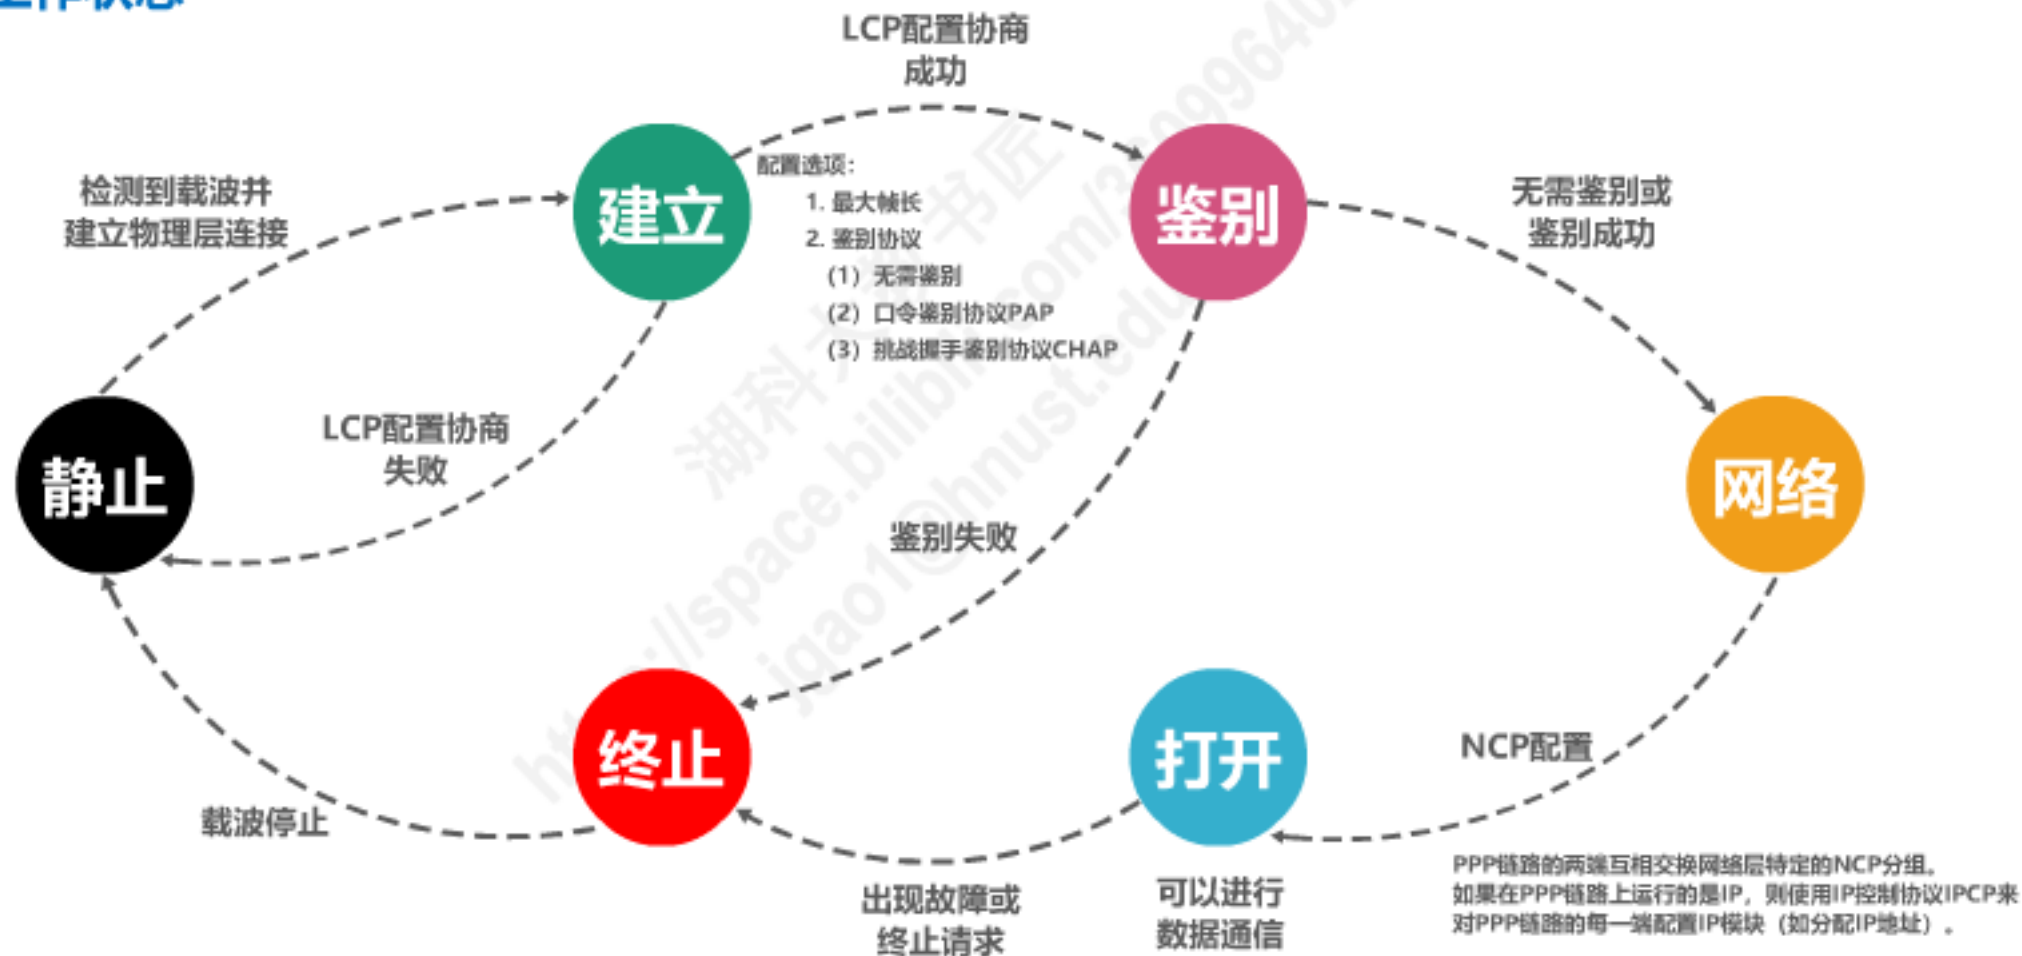 工作状态
LCP配置协商
成功
检测到载波并
建立物理层连接
建立
配置选项：
1. 最大帧长
2. 鉴别协议
（1）无需鉴别
（2）口令鉴别协议PAP
（3）挑战握手鉴别协议CHAP
鉴别
无需鉴别或
鉴别成功
静止
LCP配置协商
失败
鉴别失败
网络
终止
打开
NCP配置
载波停止
出现故障或
终止请求
可以进行
数据通信
PPP链路的两端互相交换网络层特定的NCP分组。
如果在PPP链路上运行的是IP，则使用IP控制协议IPCP来
对PPP链路的每一端配置IP模块（如分配IP地址）。
jgao1@hnust.edu